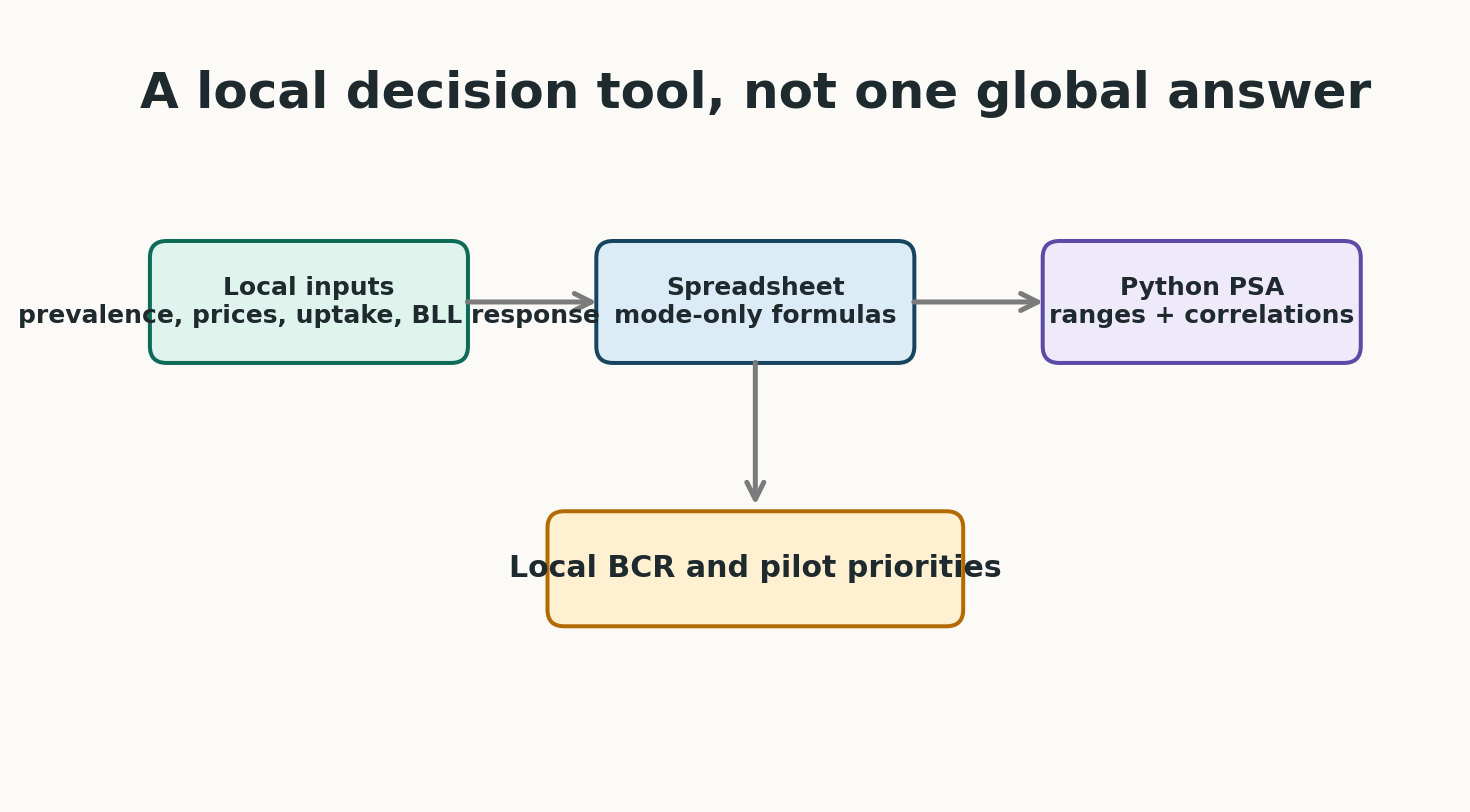 A local decision tool, not one global answer
Local inputs
prevalence, prices, uptake, BLL response
Spreadsheet
mode-only formulas
Python PSA
ranges + correlations
Local BCR and pilot priorities